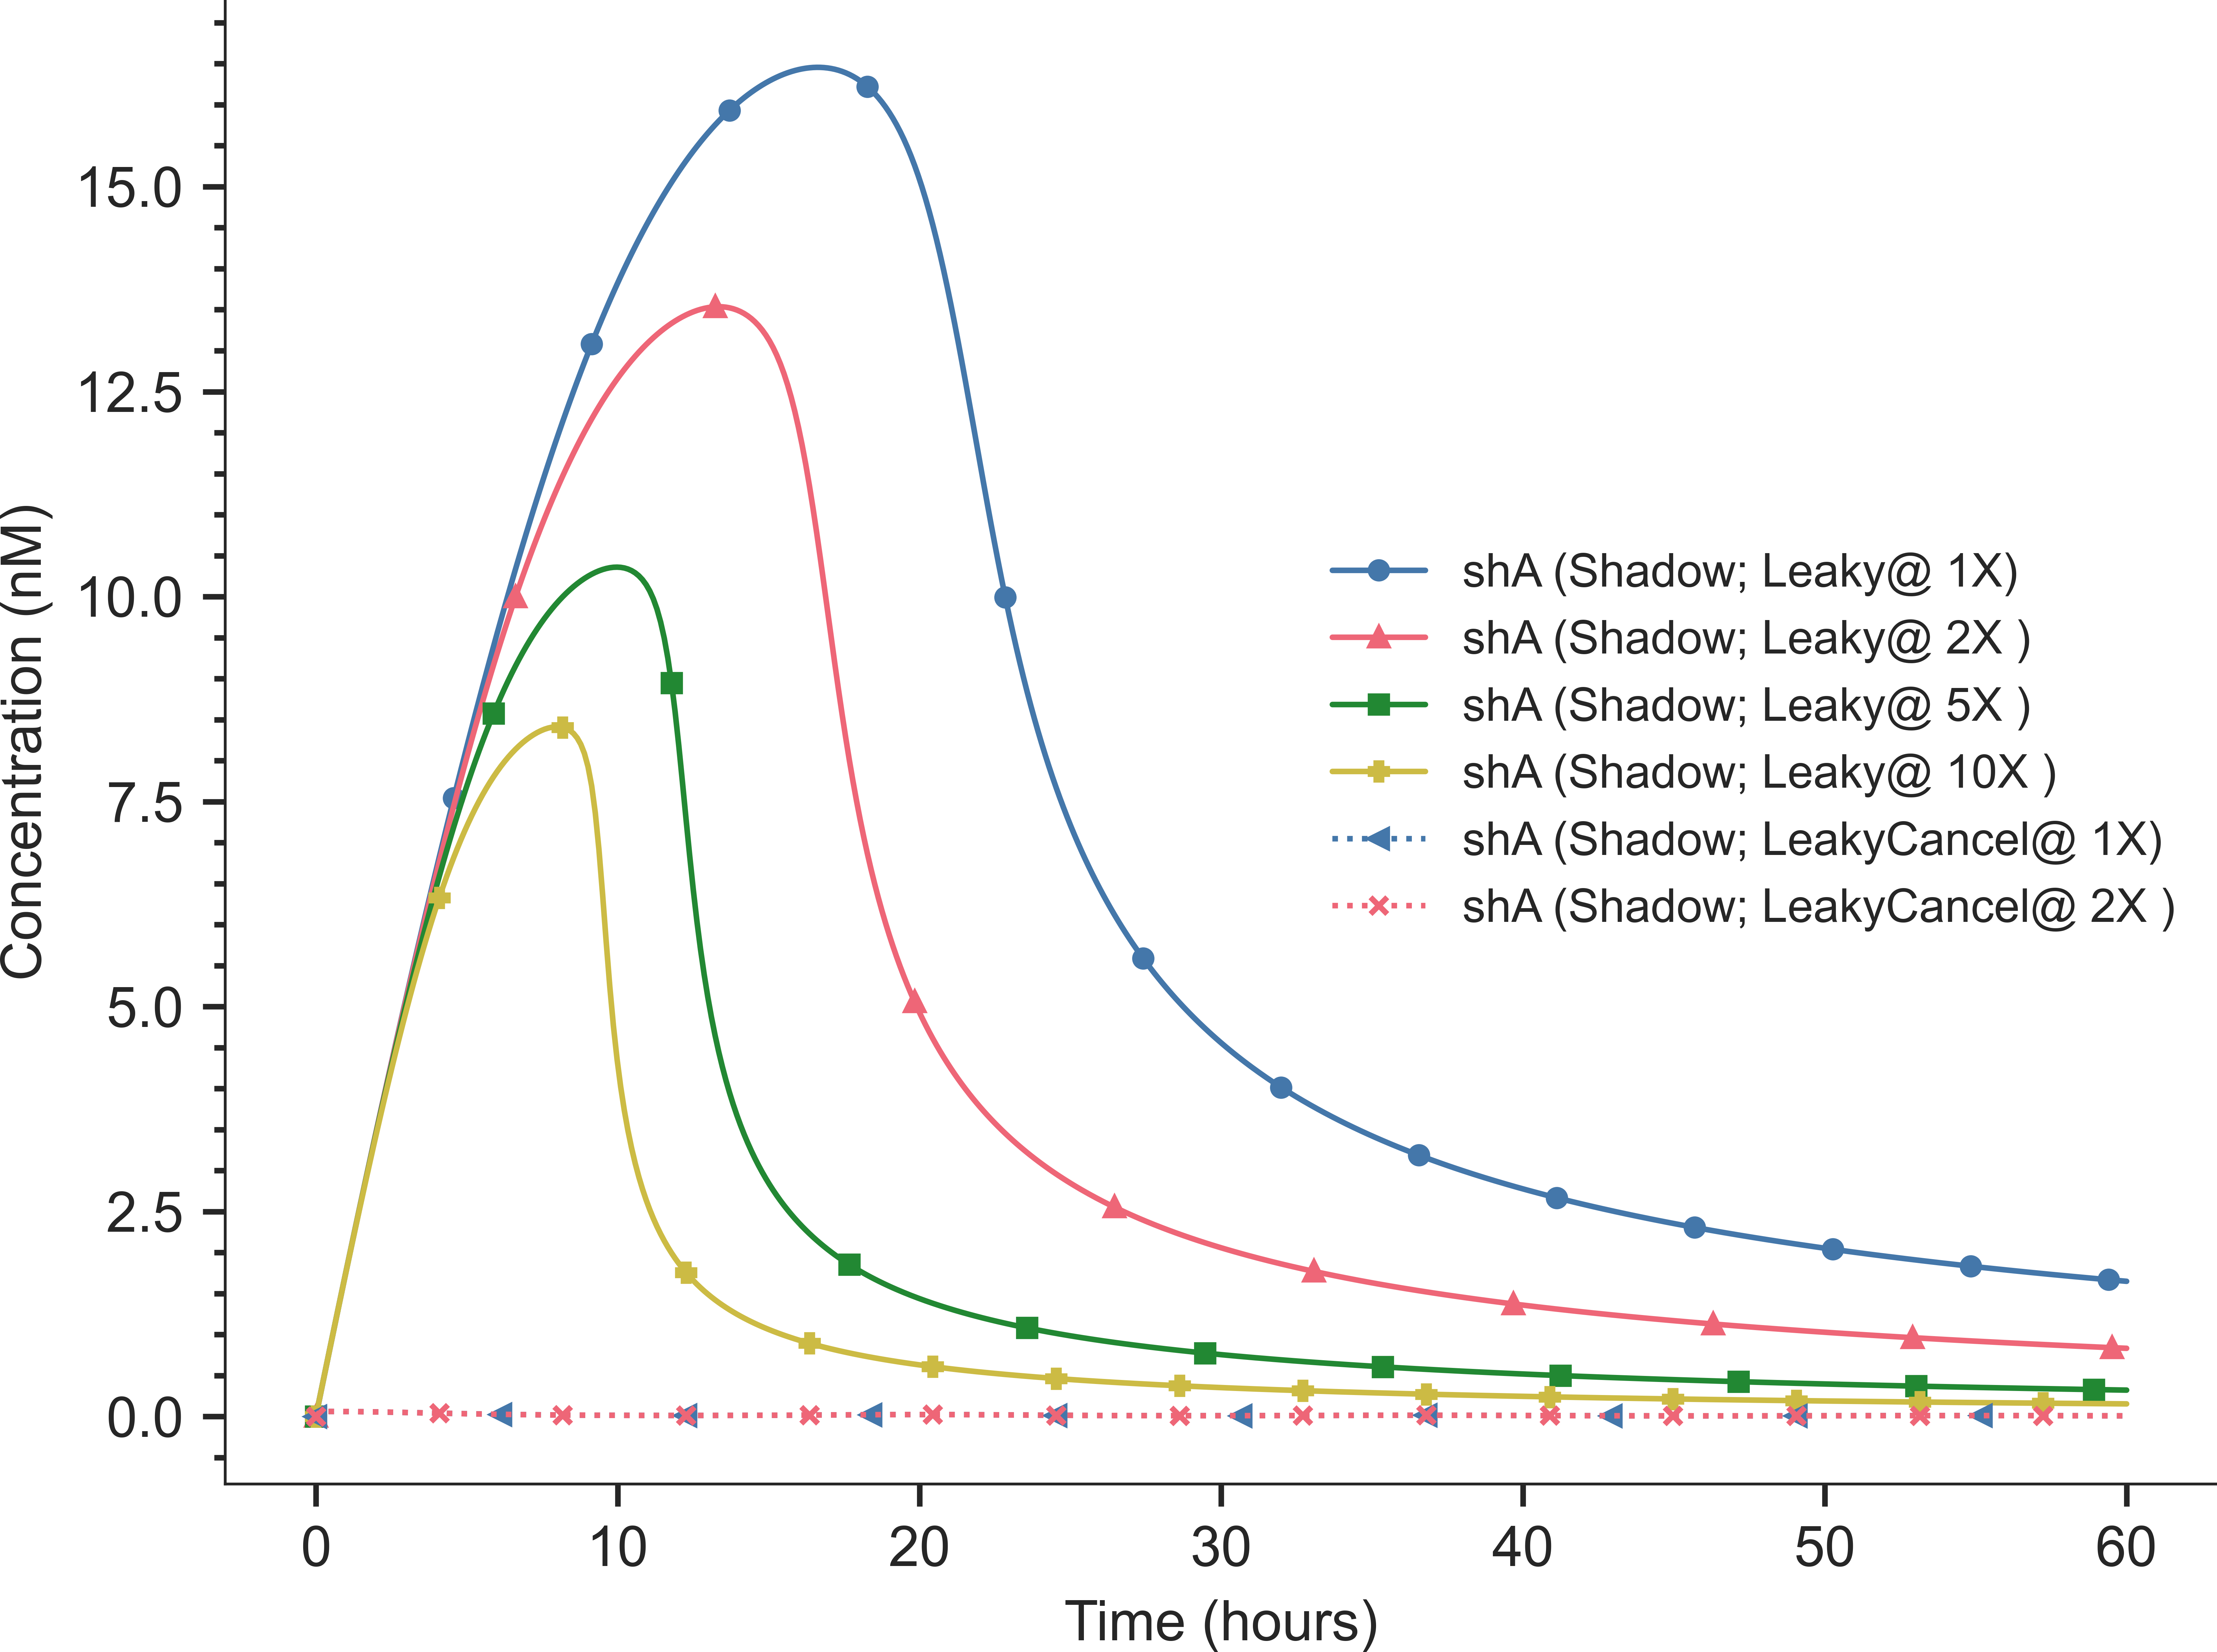 Concentration (nM)
15.0
12.5
10.0
7.5
5.0
2.5
0.0
shA (Shadow; Leaky@ 1X)
shA (Shadow; Leaky@ 2X )
shA (Shadow; Leaky@ 5X )
shA (Shadow; Leaky@ 10X )
shA (Shadow; LeakyCancel@ 1X)
shA (Shadow; LeakyCancel@ 2X )
0 10 20 30 40 50 60
Time (hours)